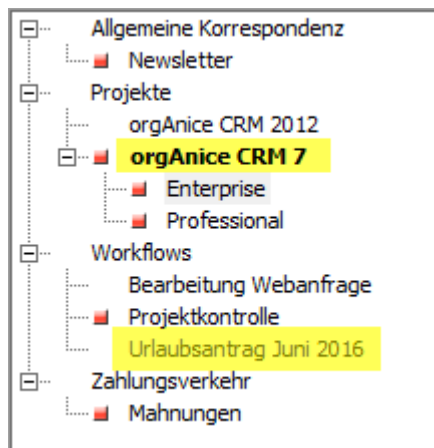 Allgemeine Korrespondenz
Newsletter
Projekte
orgAnice CRM 2012
orgAnice CRM 7
Enterprise
Professional
Workflows
Bearbeitung Webanfrage
Projektkontrolle
Urlaubsantrag Juni 2016
Zahlungsverkehr
Mahnungen